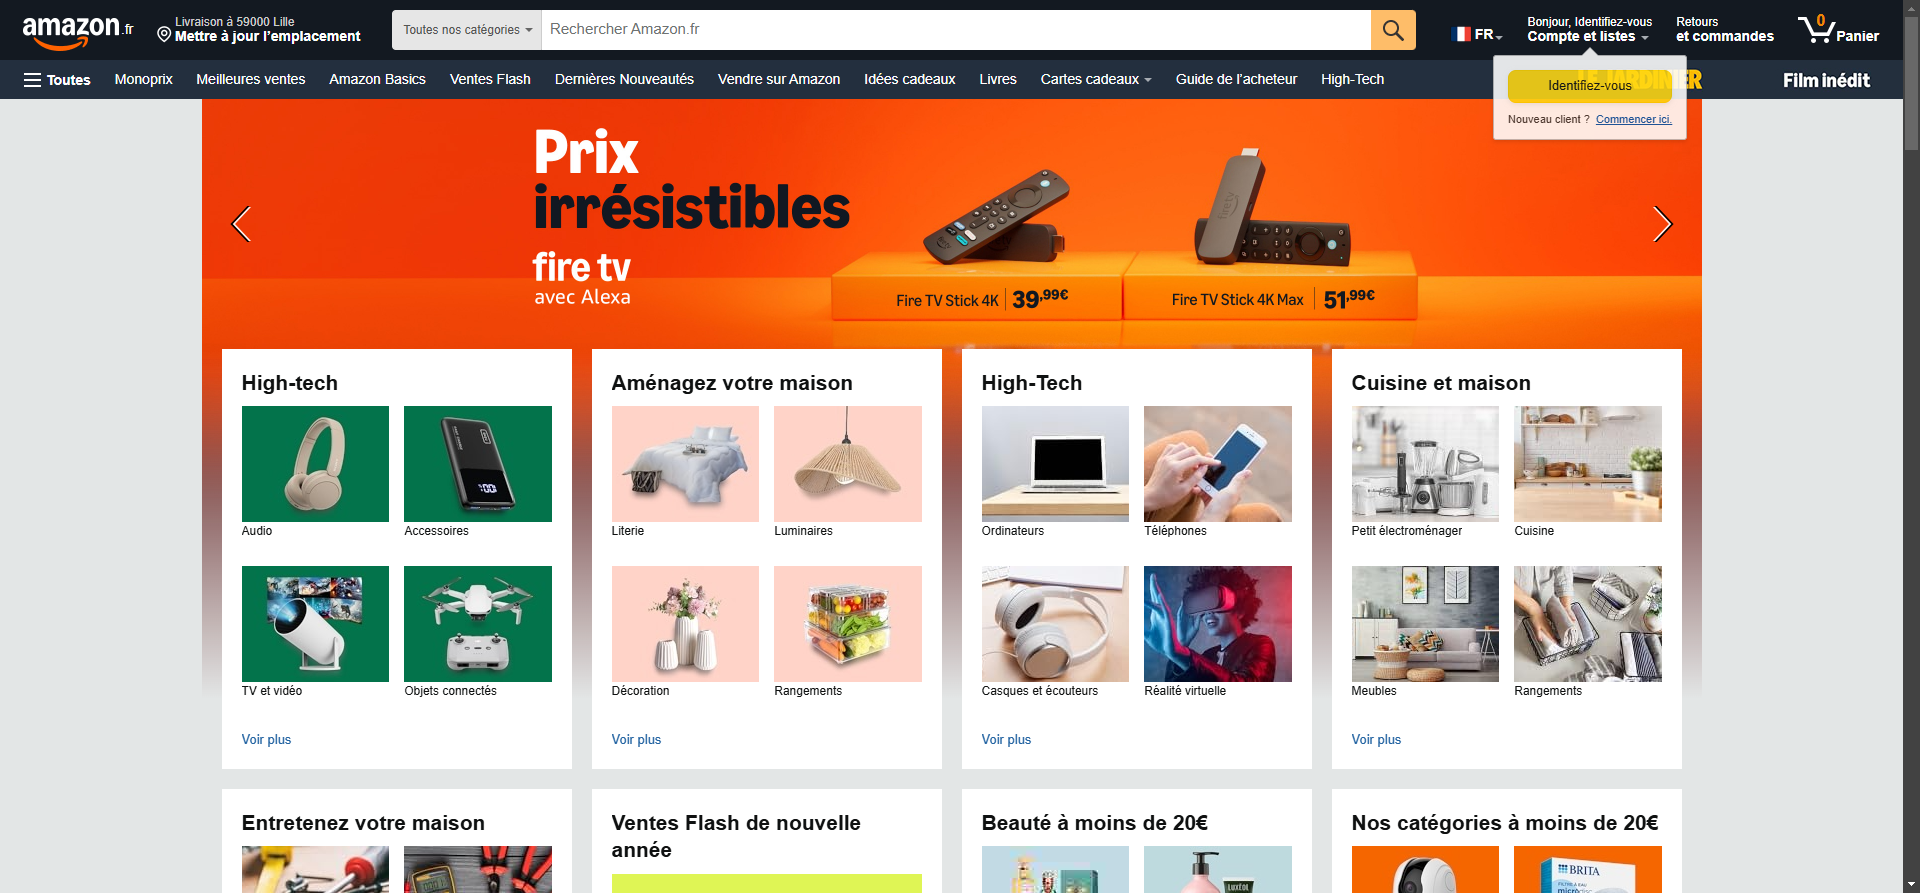 amazon.fr
Livraison à 59000 Lille
Mettre à jour l’emplacement
Toutes nos catégories
Rechercher Amazon.fr
FR
Bonjour, Identifiez-vous
Compte et listes
Retours
et commandes
0
Panier
Toutes
Monoprix
Meilleures ventes
Amazon Basics
Ventes Flash
Dernières Nouveautés
Vendre sur Amazon
Idées cadeaux
Livres
Cartes cadeaux
Guide de l’acheteur
High-Tech
LE JARDINIER
Film inédit
Identifiez-vous
Nouveau client ? Commencer ici.
Prix
irrésistibles
fire tv
avec Alexa
fire tv
Fire TV Stick 4K 39,99€
Fire TV Stick 4K Max 51,99€
High-tech
Audio
Accessoires
TV et vidéo
Objets connectés
Voir plus
Aménagez votre maison
Literie
Luminaires
Décoration
Rangements
Voir plus
High-Tech
Ordinateurs
Téléphones
Casques et écouteurs
Réalité virtuelle
Voir plus
Cuisine et maison
Petit électroménager
Cuisine
Meubles
Rangements
Voir plus
Entretenez votre maison
Ventes Flash de nouvelle
année
Beauté à moins de 20€
LUXÉOL
Nos catégories à moins de 20€
BRITA